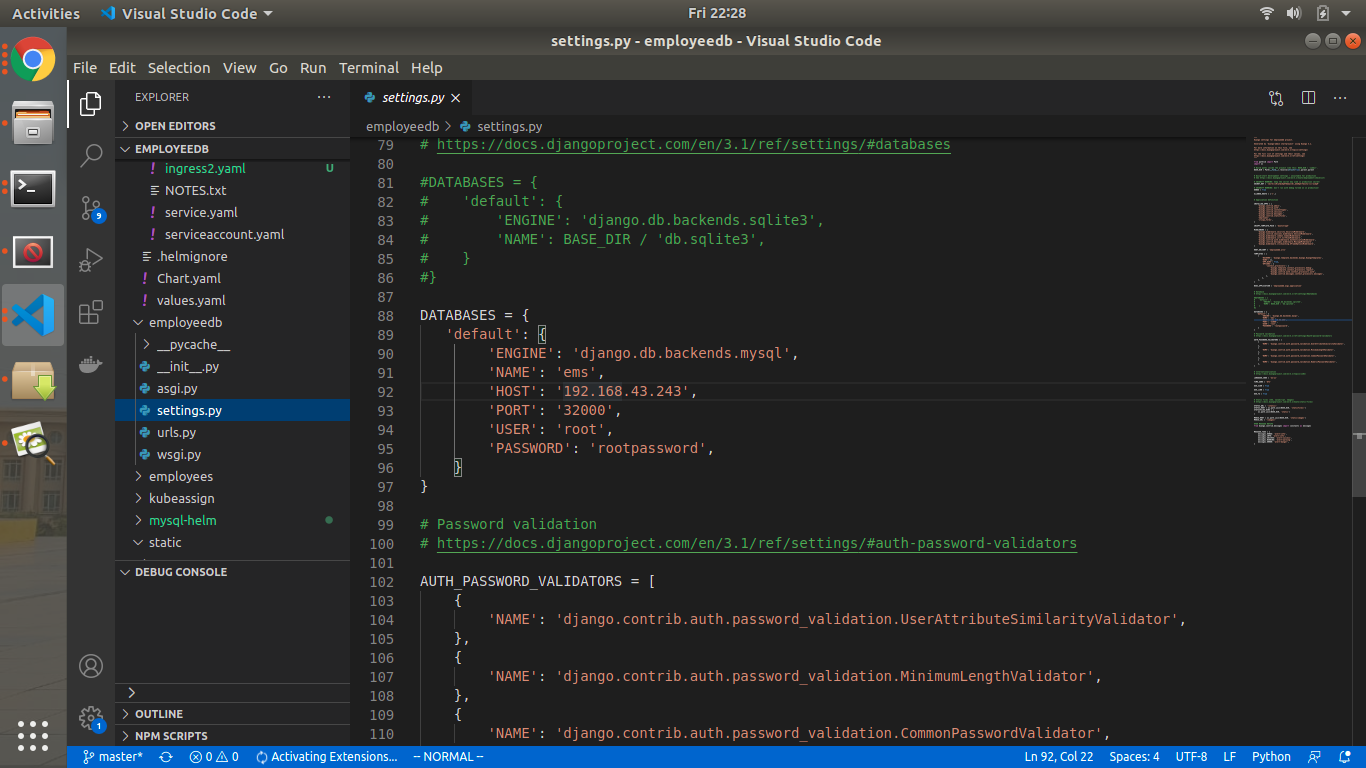 Activities Visual Studio Code Fri 22:28
settings.py - employeedb - Visual Studio Code
File Edit Selection View Go Run Terminal Help
EXPLORER
OPEN EDITORS
EMPLOYEEDB
! ingress2.yaml U
NOTES.txt
! service.yaml
! serviceaccount.yaml
.helmignore
! Chart.yaml
! values.yaml
employeedb
__pycache__
__init__.py
asgi.py
settings.py
urls.py
wsgi.py
employees
kubeassign
mysql-helm
static
DEBUG CONSOLE
OUTLINE
NPM SCRIPTS
9
1
settings.py
employeedb > settings.py
79 # https://docs.djangoproject.com/en/3.1/ref/settings/#databases
80
81 #DATABASES = {
82 #    'default': {
83 #        'ENGINE': 'django.db.backends.sqlite3',
84 #        'NAME': BASE_DIR / 'db.sqlite3',
85 #    }
86 #}
87
88 DATABASES = {
89    'default': {
90         'ENGINE': 'django.db.backends.mysql',
91         'NAME': 'ems',
92         'HOST': '192.168.43.243',
93         'PORT': '32000',
94         'USER': 'root',
95         'PASSWORD': 'rootpassword',
96     }
97 }
98
99 # Password validation
100 # https://docs.djangoproject.com/en/3.1/ref/settings/#auth-password-validators
101
102 AUTH_PASSWORD_VALIDATORS = [
103     {
104         'NAME': 'django.contrib.auth.password_validation.UserAttributeSimilarityValidator',
105     },
106     {
107         'NAME': 'django.contrib.auth.password_validation.MinimumLengthValidator',
108     },
109     {
110         'NAME': 'django.contrib.auth.password_validation.CommonPasswordValidator',
master* 0 0 Activating Extensions... -- NORMAL -- Ln 92, Col 22 Spaces: 4 UTF-8 LF Python